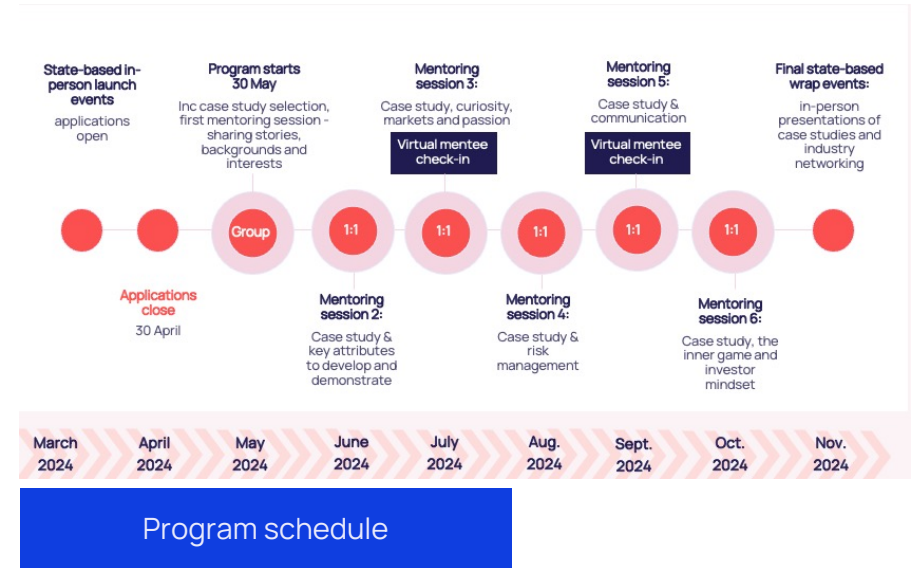 State-based in-
person launch
events
applications
open
Program starts
30 May
Inc case study selection,
first mentoring session -
sharing stories,
backgrounds and
interests
Mentoring
session 3:
Case study, curiosity,
markets and passion
Virtual mentee
check-in
Mentoring
session 5:
Case study &
communication
Virtual mentee
check-in
Final state-based
wrap events:
in-person
presentations of
case studies and
industry
networking
Group
1:1
1:1
1:1
1:1
1:1
Applications
close
30 April
Mentoring
session 2:
Case study &
key attributes
to develop and
demonstrate
Mentoring
session 4:
Case study &
risk
management
Mentoring
session 6:
Case study, the
inner game and
investor
mindset
March
2024
April
2024
May
2024
June
2024
July
2024
Aug.
2024
Sept.
2024
Oct.
2024
Nov.
2024
Program schedule